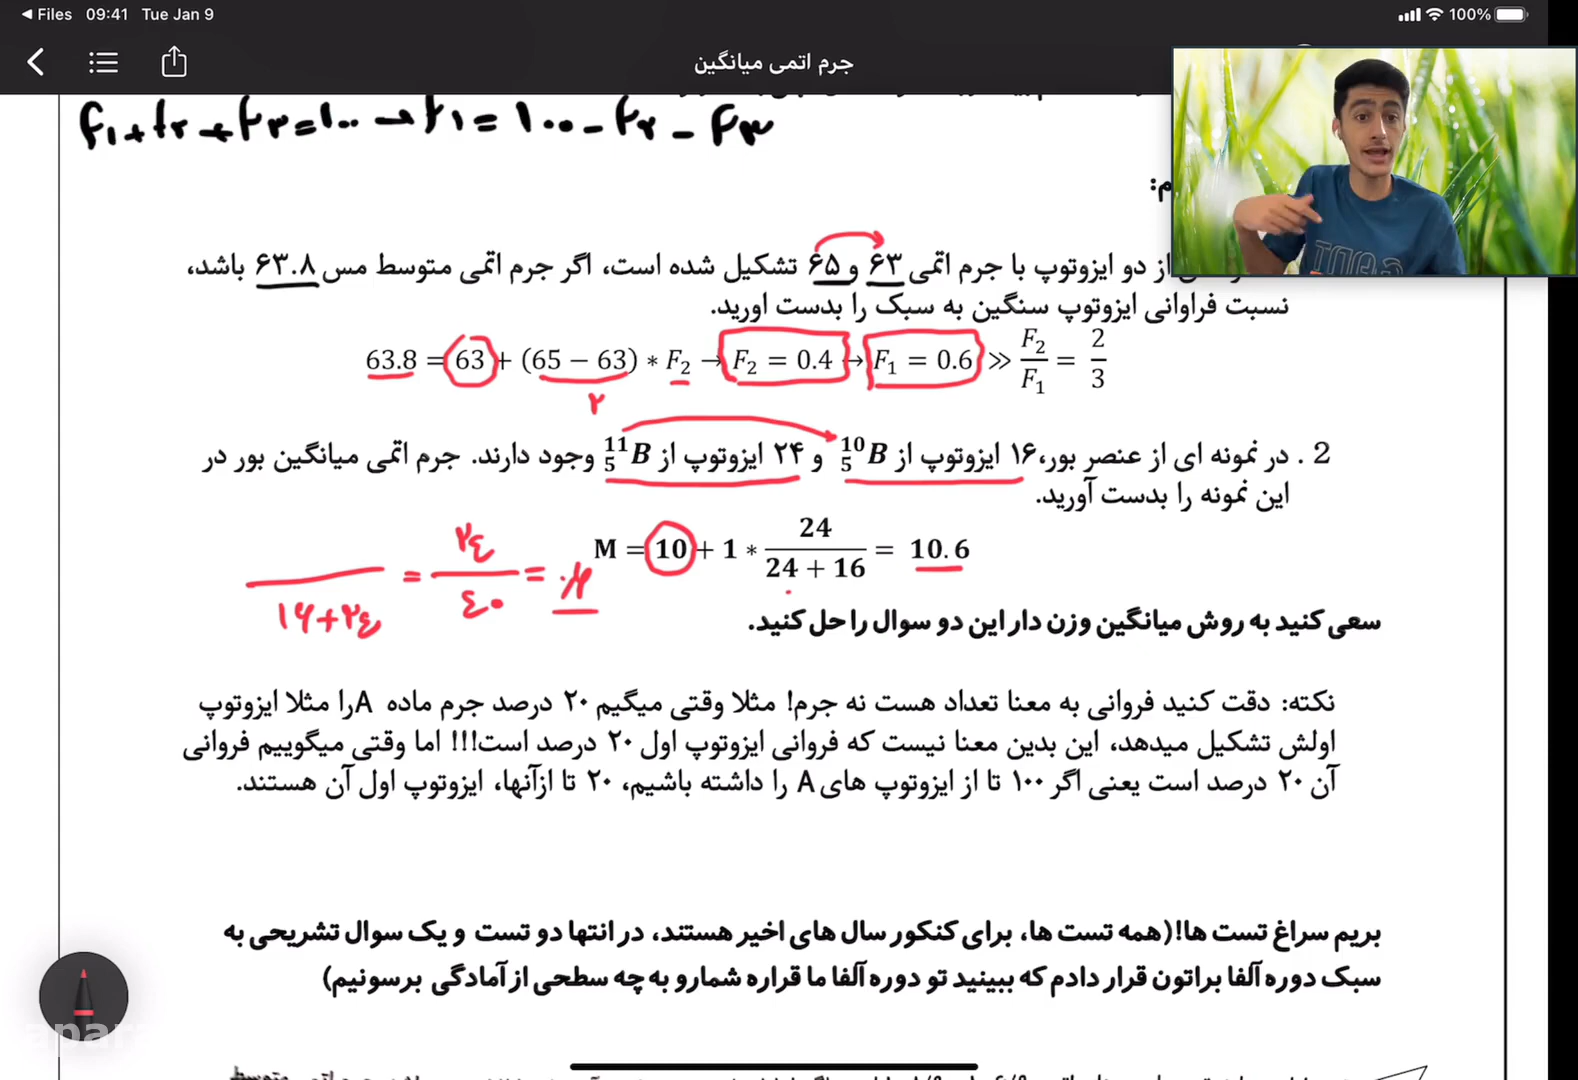 Files 09:41 Tue Jan 9 100%
جرم اتمی میانگین
F₁ + F₂ + F₃ = ۱۰۰ → F₁ = ۱۰۰ - F₂ - F₃
از دو ایزوتوپ با جرم اتمی ۶۳ و ۶۵ تشکیل شده است، اگر جرم اتمی متوسط مس ۶۳.۸ باشد،
نسبت فراوانی ایزوتوپ سنگین به سبک را بدست اورید.
63.8 = 63 + (65 − 63) ∗ F₂ → F₂ = 0.4 → F₁ = 0.6 ≫ F₂/F₁ = 2/3
۲
2 . در نمونه ای از عنصر بور، ۱۶ ایزوتوپ از ¹⁰₅B و ۲۴ ایزوتوپ از ¹¹₅B وجود دارند. جرم اتمی میانگین بور در
این نمونه را بدست آورید.
M = 10 + 1 ∗ 24/(24 + 16) = 10.6
/(۱۶+۲۴) = ۲۴/۴۰ = ۰/۶
سعی کنید به روش میانگین وزن دار این دو سوال را حل کنید.
نکته: دقت کنید فروانی به معنا تعداد هست نه جرم! مثلا وقتی میگیم ۲۰ درصد جرم ماده A را مثلا ایزوتوپ
اولش تشکیل میدهد، این بدین معنا نیست که فروانی ایزوتوپ اول ۲۰ درصد است!!! اما وقتی میگوییم فروانی
آن ۲۰ درصد است یعنی اگر ۱۰۰ تا از ایزوتوپ های A را داشته باشیم، ۲۰ تا ازآنها، ایزوتوپ اول آن هستند.
بریم سراغ تست ها!(همه تست ها، برای کنکور سال های اخیر هستند، در انتها دو تست و یک سوال تشریحی به
سبک دوره آلفا براتون قرار دادم که ببینید تو دوره آلفا ما قراره شمارو به چه سطحی از آمادگی برسونیم)
apara